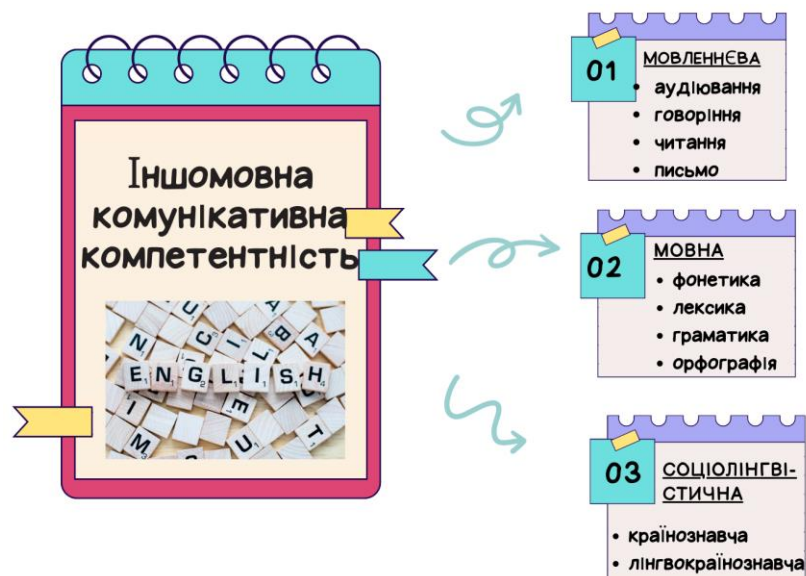 Іншомовна
комунікативна
компетентність
ENGLISH
01
МОВЛЕННЄВА
• аудіювання
• говоріння
• читання
• письмо
02
МОВНА
• фонетика
• лексика
• граматика
• орфографія
03
СОЦІОЛІНГВІ-
СТИЧНА
• країнознавча
• лінгвокраїнознавча